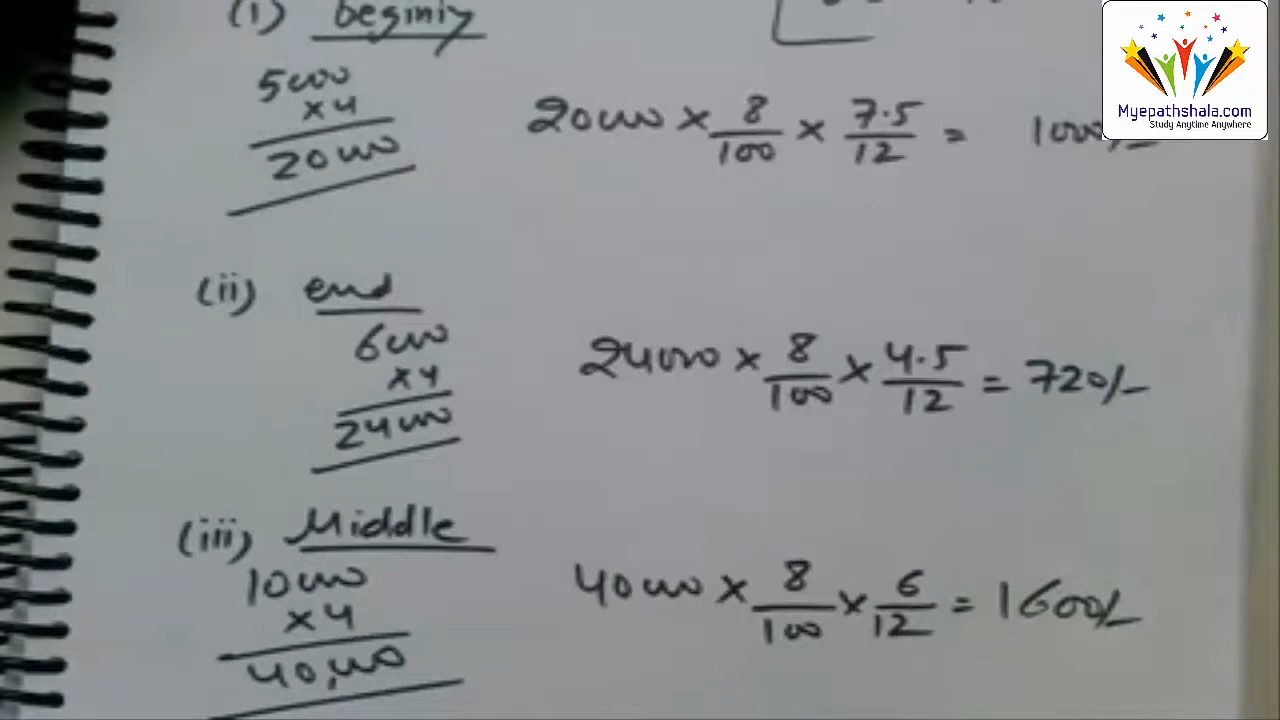 (i) beginiy
5000
x 4
20000
20000 x 8/100 x 7.5/12 = 1000/-
(ii) end
6000
x 4
24000
24000 x 8/100 x 4.5/12 = 720/-
(iii) Middle
10000
x 4
40,000
40000 x 8/100 x 6/12 = 1600/-
Myepathshala.com
Study Anytime Anywhere